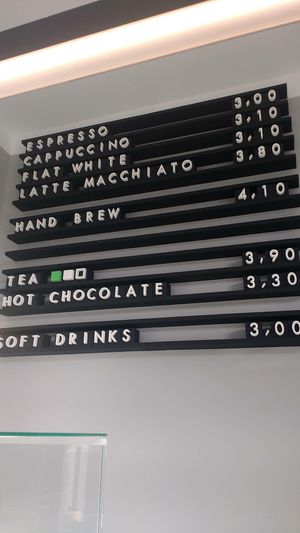 ESPRESSO 3,00
CAPPUCCINO 3,10
FLAT WHITE 3,10
LATTE MACCHIATO 3,80
HAND BREW 4,10
TEA 3,90
HOT CHOCOLATE 3,30
SOFT DRINKS 3,00